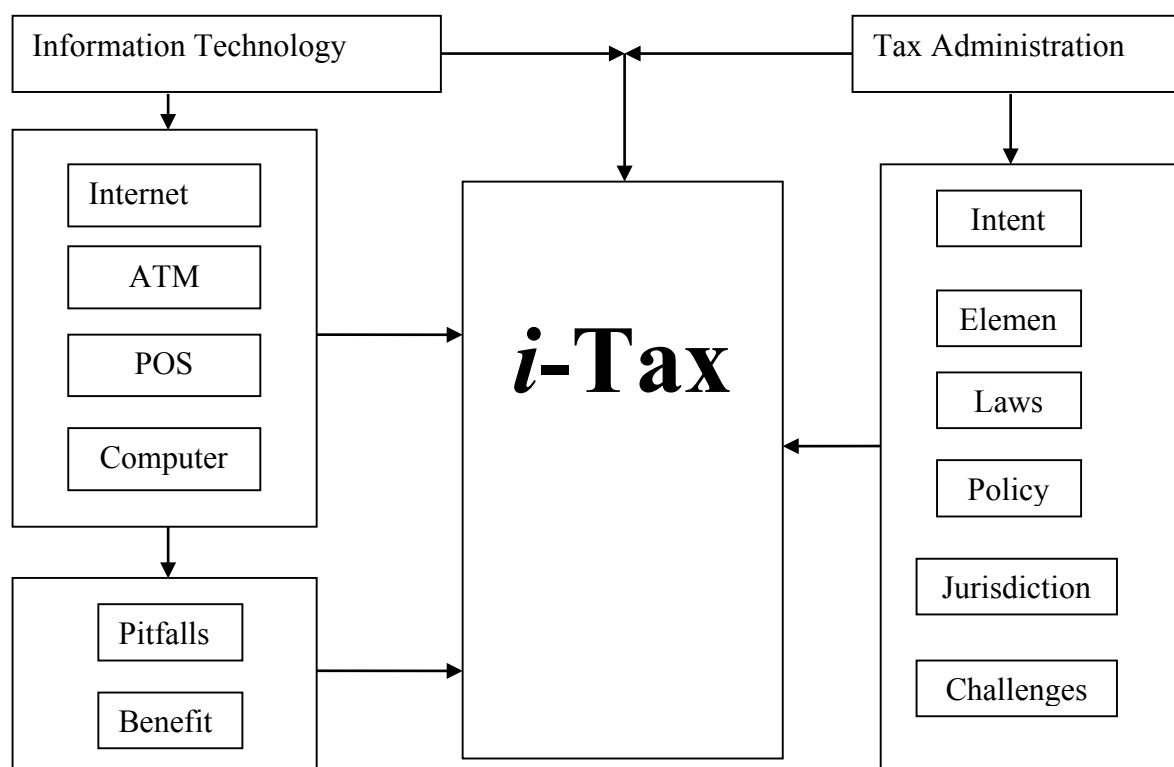 Information Technology
Tax Administration
Internet
ATM
POS
Computer
Pitfalls
Benefit
i-Tax
Intent
Elemen
Laws
Policy
Jurisdiction
Challenges